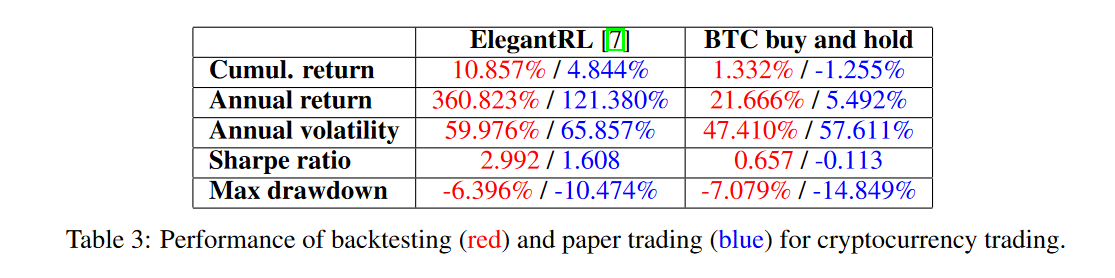 ElegantRL [7] BTC buy and hold
Cumul. return 10.857% / 4.844% 1.332% / -1.255%
Annual return 360.823% / 121.380% 21.666% / 5.492%
Annual volatility 59.976% / 65.857% 47.410% / 57.611%
Sharpe ratio 2.992 / 1.608 0.657 / -0.113
Max drawdown -6.396% / -10.474% -7.079% / -14.849%
Table 3: Performance of backtesting (red) and paper trading (blue) for cryptocurrency trading.